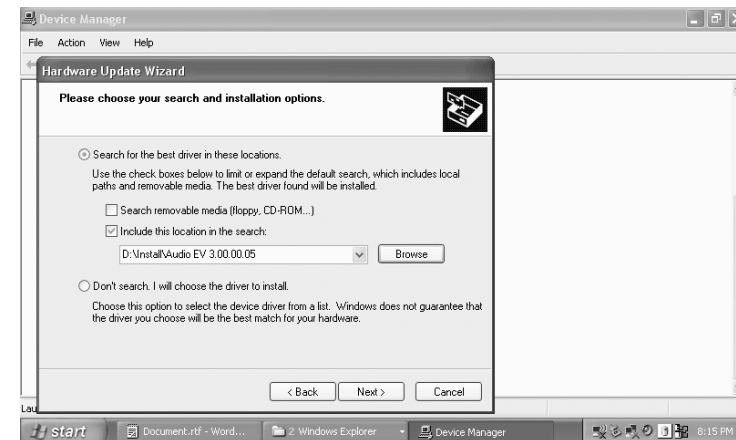 Device Manager
File Action View Help
Hardware Update Wizard
Please choose your search and installation options.
Search for the best driver in these locations.
Use the check boxes below to limit or expand the default search, which includes local
paths and removable media. The best driver found will be installed.
Search removable media (floppy, CD-ROM...)
Include this location in the search:
D:\Install\Audio EV 3.00.00.05
Browse
Don't search. I will choose the driver to install.
Choose this option to select the device driver from a list. Windows does not guarantee that
the driver you choose will be the best match for your hardware.
< Back Next > Cancel
Lau
start Document.rtf - Word... 2 Windows Explorer Device Manager 8:15 PM